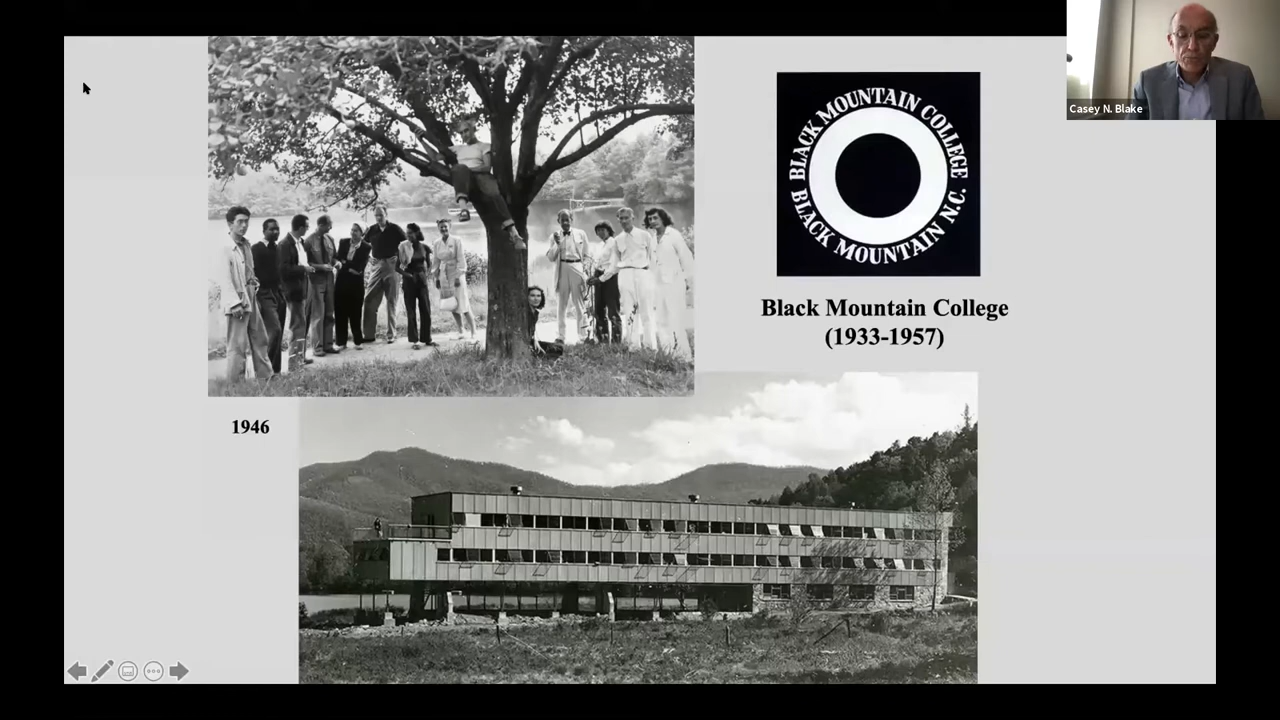 BLACK MOUNTAIN COLLEGE
BLACK MOUNTAIN N.C.
Casey N. Blake
Black Mountain College
(1933-1957)
1946